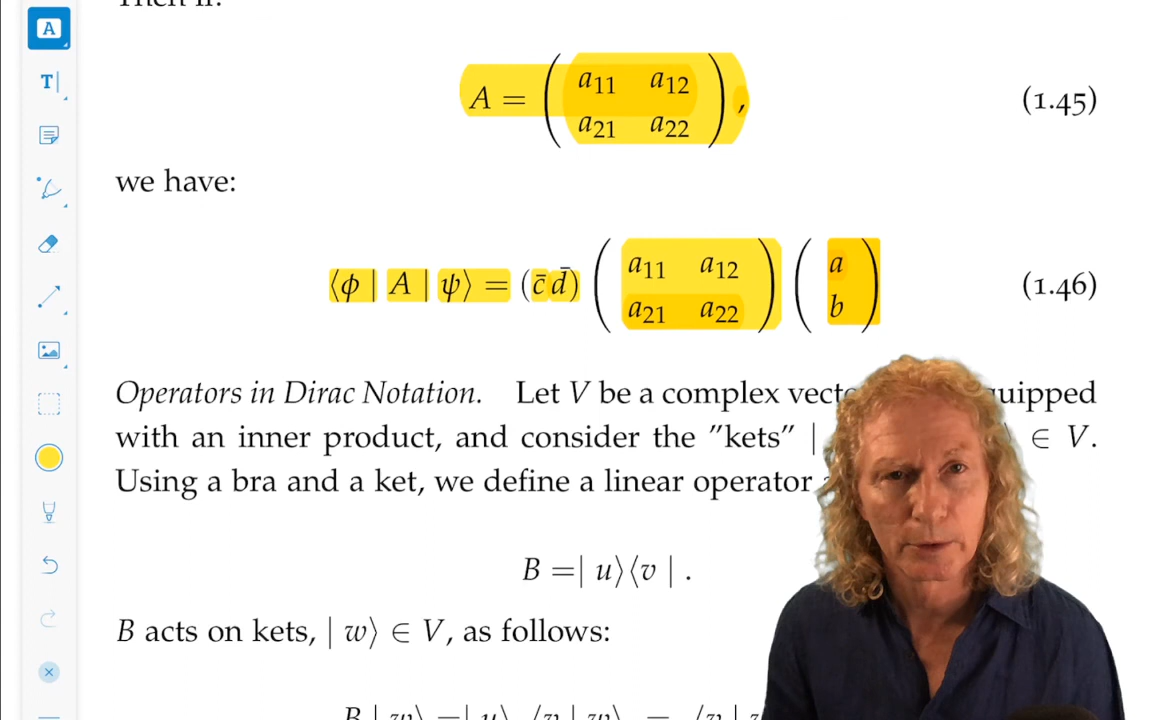 Then if:
A = ( a11 a12
a21 a22 ) , (1.45)
we have:
⟨ϕ | A | ψ⟩ = (c̄ d̄) ( a11 a12
a21 a22 ) ( a
b ) (1.46)
Operators in Dirac Notation. Let V be a complex
with an inner product, and consider the "kets" | ⟩ ∈ V.
Using a bra and a ket, we define a linear operator
B =| u⟩⟨v | .
B acts on kets, | w⟩ ∈ V, as follows:
B | w⟩ =| u⟩ ⟨v | w⟩ = ⟨v |
A
T